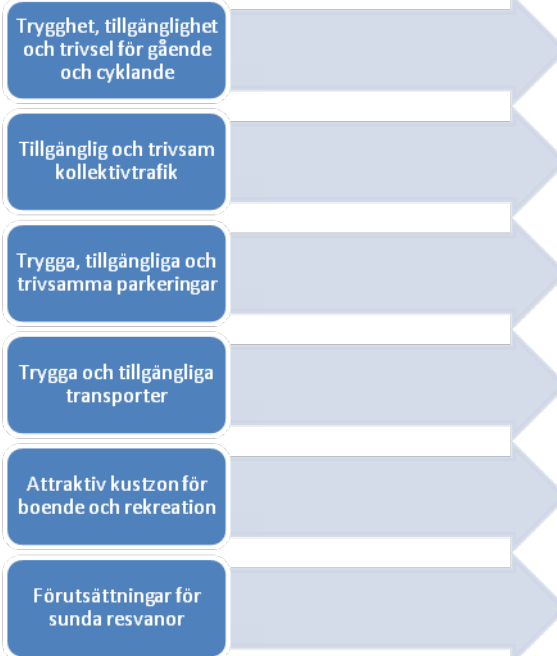 Trygghet, tillgänglighet
och trivsel för gående
och cyklande
Tillgänglig och trivsam
kollektivtrafik
Trygga, tillgängliga och
trivsamma parkeringar
Trygga och tillgängliga
transporter
Attraktiv kustzon för
boende och rekreation
Förutsättningar för
sunda resvanor